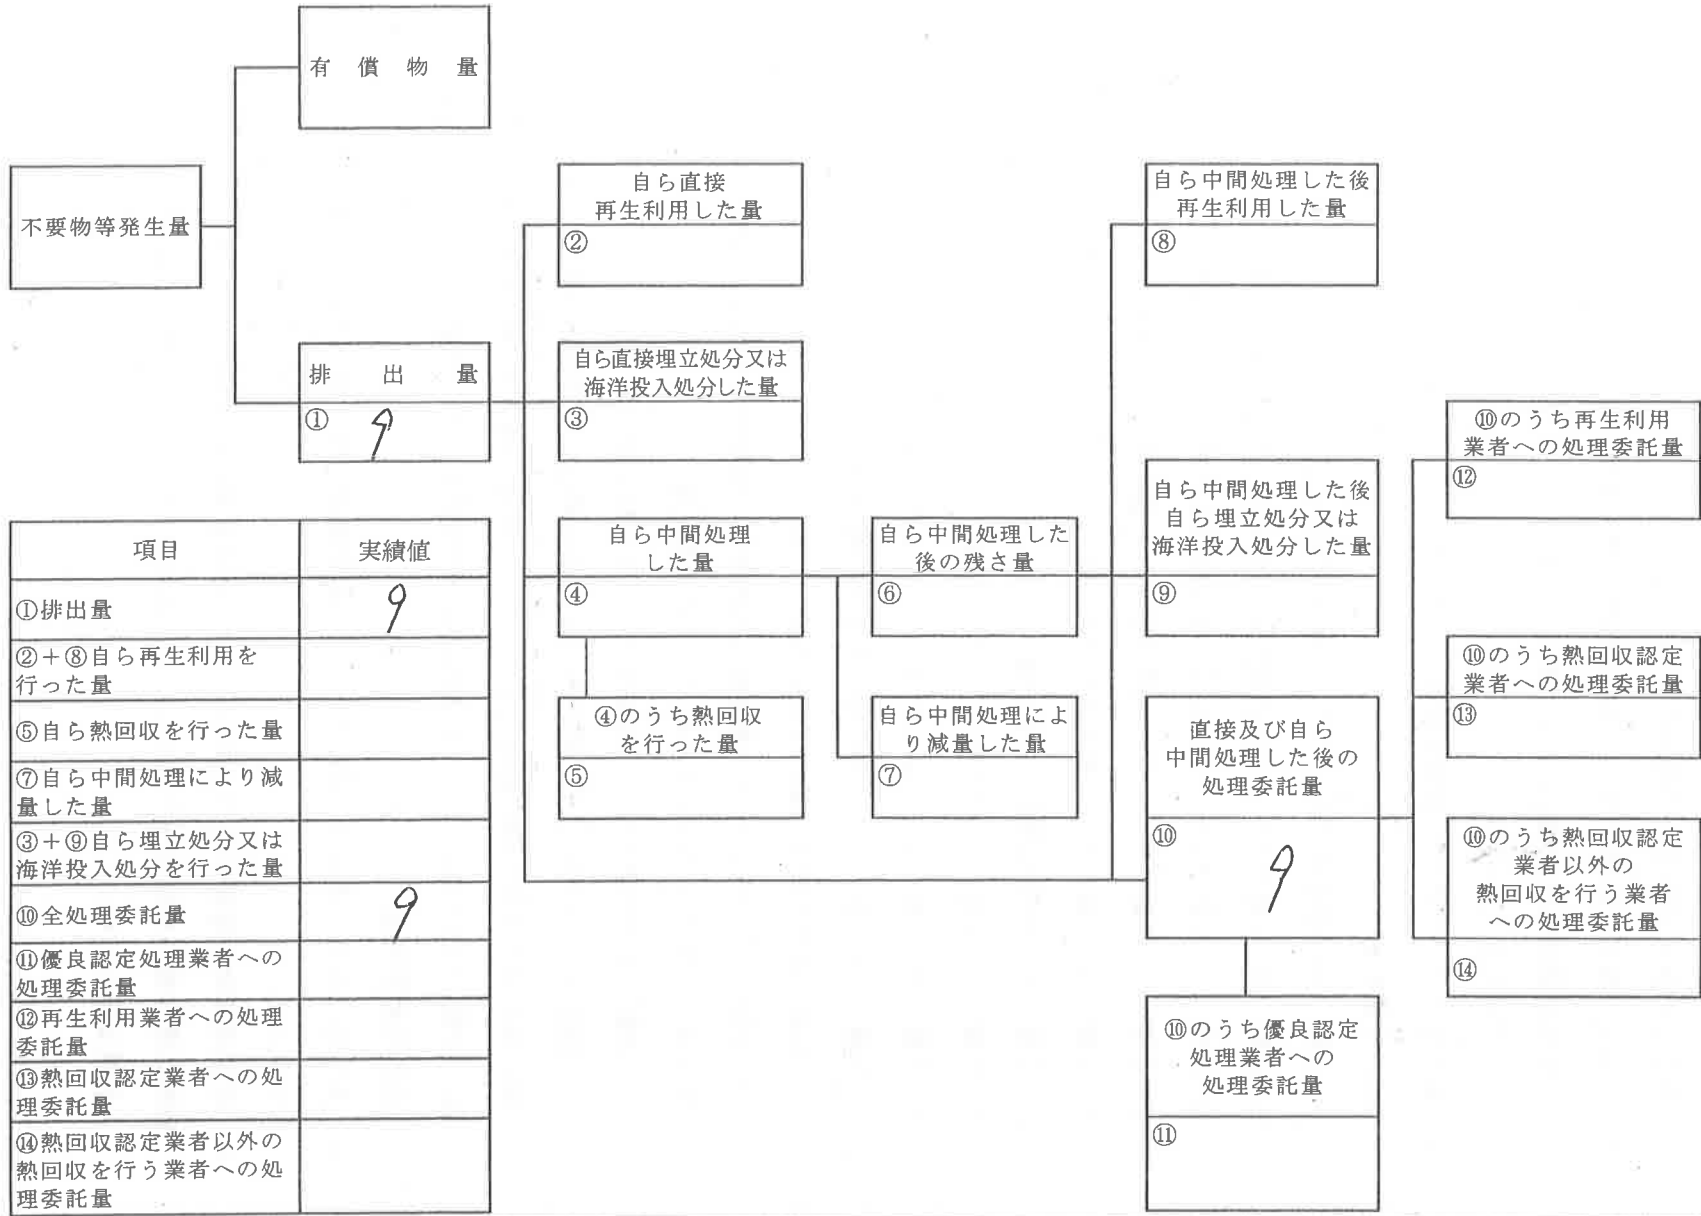 有償物量
不要物等発生量
排出量
① 9
自ら直接
再生利用した量
②
自ら直接埋立処分又は
海洋投入処分した量
③
自ら中間処理
した量
④
④のうち熱回収
を行った量
⑤
自ら中間処理した
後の残さ量
⑥
自ら中間処理によ
り減量した量
⑦
自ら中間処理した後
再生利用した量
⑧
自ら中間処理した後
自ら埋立処分又は
海洋投入処分した量
⑨
直接及び自ら
中間処理した後の
処理委託量
⑩ 9
⑩のうち優良認定
処理業者への
処理委託量
⑪
⑩のうち再生利用
業者への処理委託量
⑫
⑩のうち熱回収認定
業者への処理委託量
⑬
⑩のうち熱回収認定
業者以外の
熱回収を行う業者
への処理委託量
⑭
項目 実績値
①排出量 9
②+⑧自ら再生利用を
行った量
⑤自ら熱回収を行った量
⑦自ら中間処理により減
量した量
③+⑨自ら埋立処分又は
海洋投入処分を行った量
⑩全処理委託量 9
⑪優良認定処理業者への
処理委託量
⑫再生利用業者への処理
委託量
⑬熱回収認定業者への処
理委託量
⑭熱回収認定業者以外の
熱回収を行う業者への処
理委託量